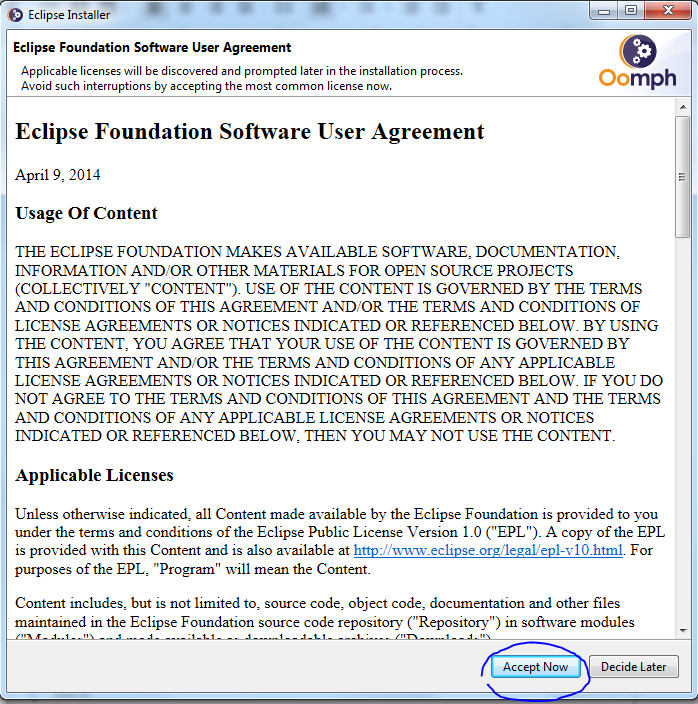 Eclipse Installer
Eclipse Foundation Software User Agreement
Applicable licenses will be discovered and prompted later in the installation process.
Avoid such interruptions by accepting the most common license now.
Oomph
Eclipse Foundation Software User Agreement
April 9, 2014
Usage Of Content
THE ECLIPSE FOUNDATION MAKES AVAILABLE SOFTWARE, DOCUMENTATION,
INFORMATION AND/OR OTHER MATERIALS FOR OPEN SOURCE PROJECTS
(COLLECTIVELY "CONTENT"). USE OF THE CONTENT IS GOVERNED BY THE TERMS
AND CONDITIONS OF THIS AGREEMENT AND/OR THE TERMS AND CONDITIONS OF
LICENSE AGREEMENTS OR NOTICES INDICATED OR REFERENCED BELOW. BY USING
THE CONTENT, YOU AGREE THAT YOUR USE OF THE CONTENT IS GOVERNED BY
THIS AGREEMENT AND/OR THE TERMS AND CONDITIONS OF ANY APPLICABLE
LICENSE AGREEMENTS OR NOTICES INDICATED OR REFERENCED BELOW. IF YOU DO
NOT AGREE TO THE TERMS AND CONDITIONS OF THIS AGREEMENT AND THE TERMS
AND CONDITIONS OF ANY APPLICABLE LICENSE AGREEMENTS OR NOTICES
INDICATED OR REFERENCED BELOW, THEN YOU MAY NOT USE THE CONTENT.
Applicable Licenses
Unless otherwise indicated, all Content made available by the Eclipse Foundation is provided to you
under the terms and conditions of the Eclipse Public License Version 1.0 ("EPL"). A copy of the EPL
is provided with this Content and is also available at http://www.eclipse.org/legal/epl-v10.html. For
purposes of the EPL, "Program" will mean the Content.
Content includes, but is not limited to, source code, object code, documentation and other files
maintained in the Eclipse Foundation source code repository ("Repository") in software modules
("Modules") and made available as downloadable archives ("Downloads").
Accept Now
Decide Later